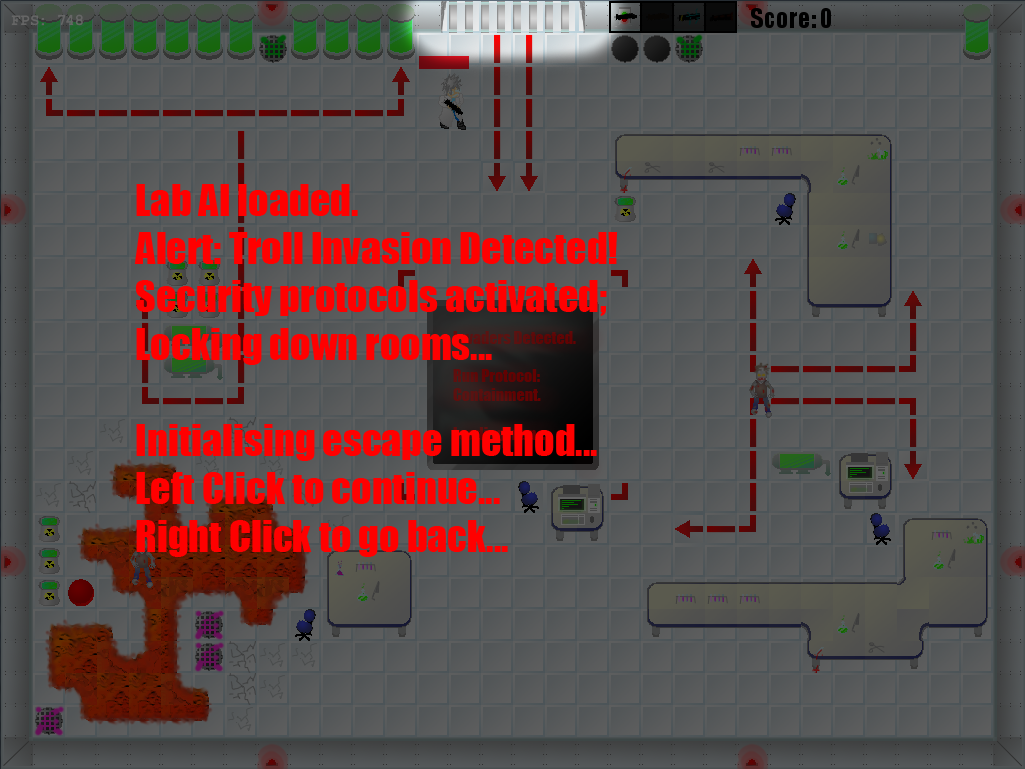 FPS: 748
Score:0
Lab AI loaded.
Alert: Troll Invasion Detected!
Security protocols activated;
Locking down rooms...
Initialising escape method...
Left Click to continue...
Right Click to go back...
Protocol: